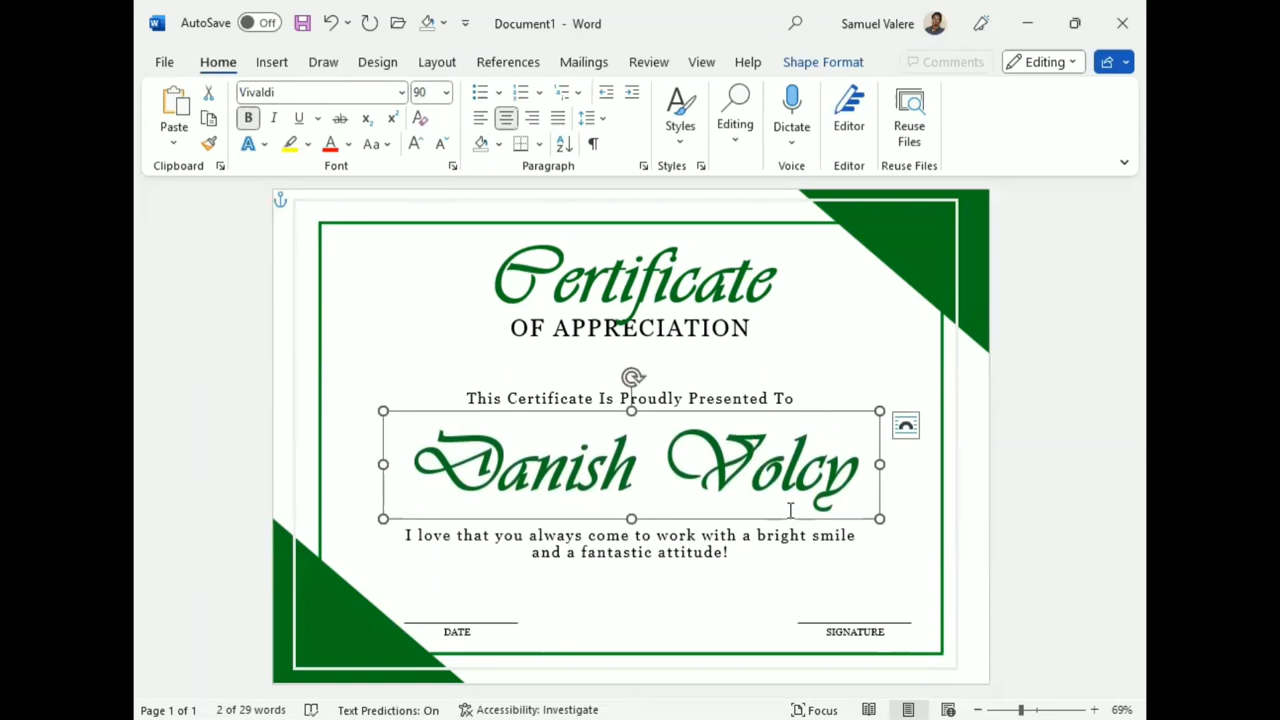 AutoSave Off Document1 - Word Samuel Valere
File Home Insert Draw Design Layout References Mailings Review View Help Shape Format Comments Editing
Vivaldi 90
Paste Styles Editing Dictate Editor Reuse Files
Clipboard Font Paragraph Styles Voice Editor Reuse Files
Certificate
OF APPRECIATION
This Certificate Is Proudly Presented To
Danish Volcy
I love that you always come to work with a bright smile
and a fantastic attitude!
DATE SIGNATURE
Page 1 of 1 2 of 29 words Text Predictions: On Accessibility: Investigate Focus 69%